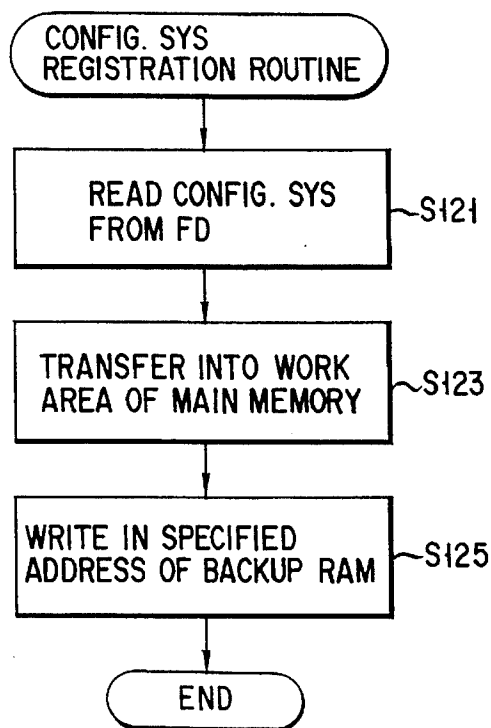 CONFIG. SYS
REGISTRATION ROUTINE
READ CONFIG. SYS
FROM FD
S121
TRANSFER INTO WORK
AREA OF MAIN MEMORY
S123
WRITE IN SPECIFIED
ADDRESS OF BACKUP RAM
S125
END